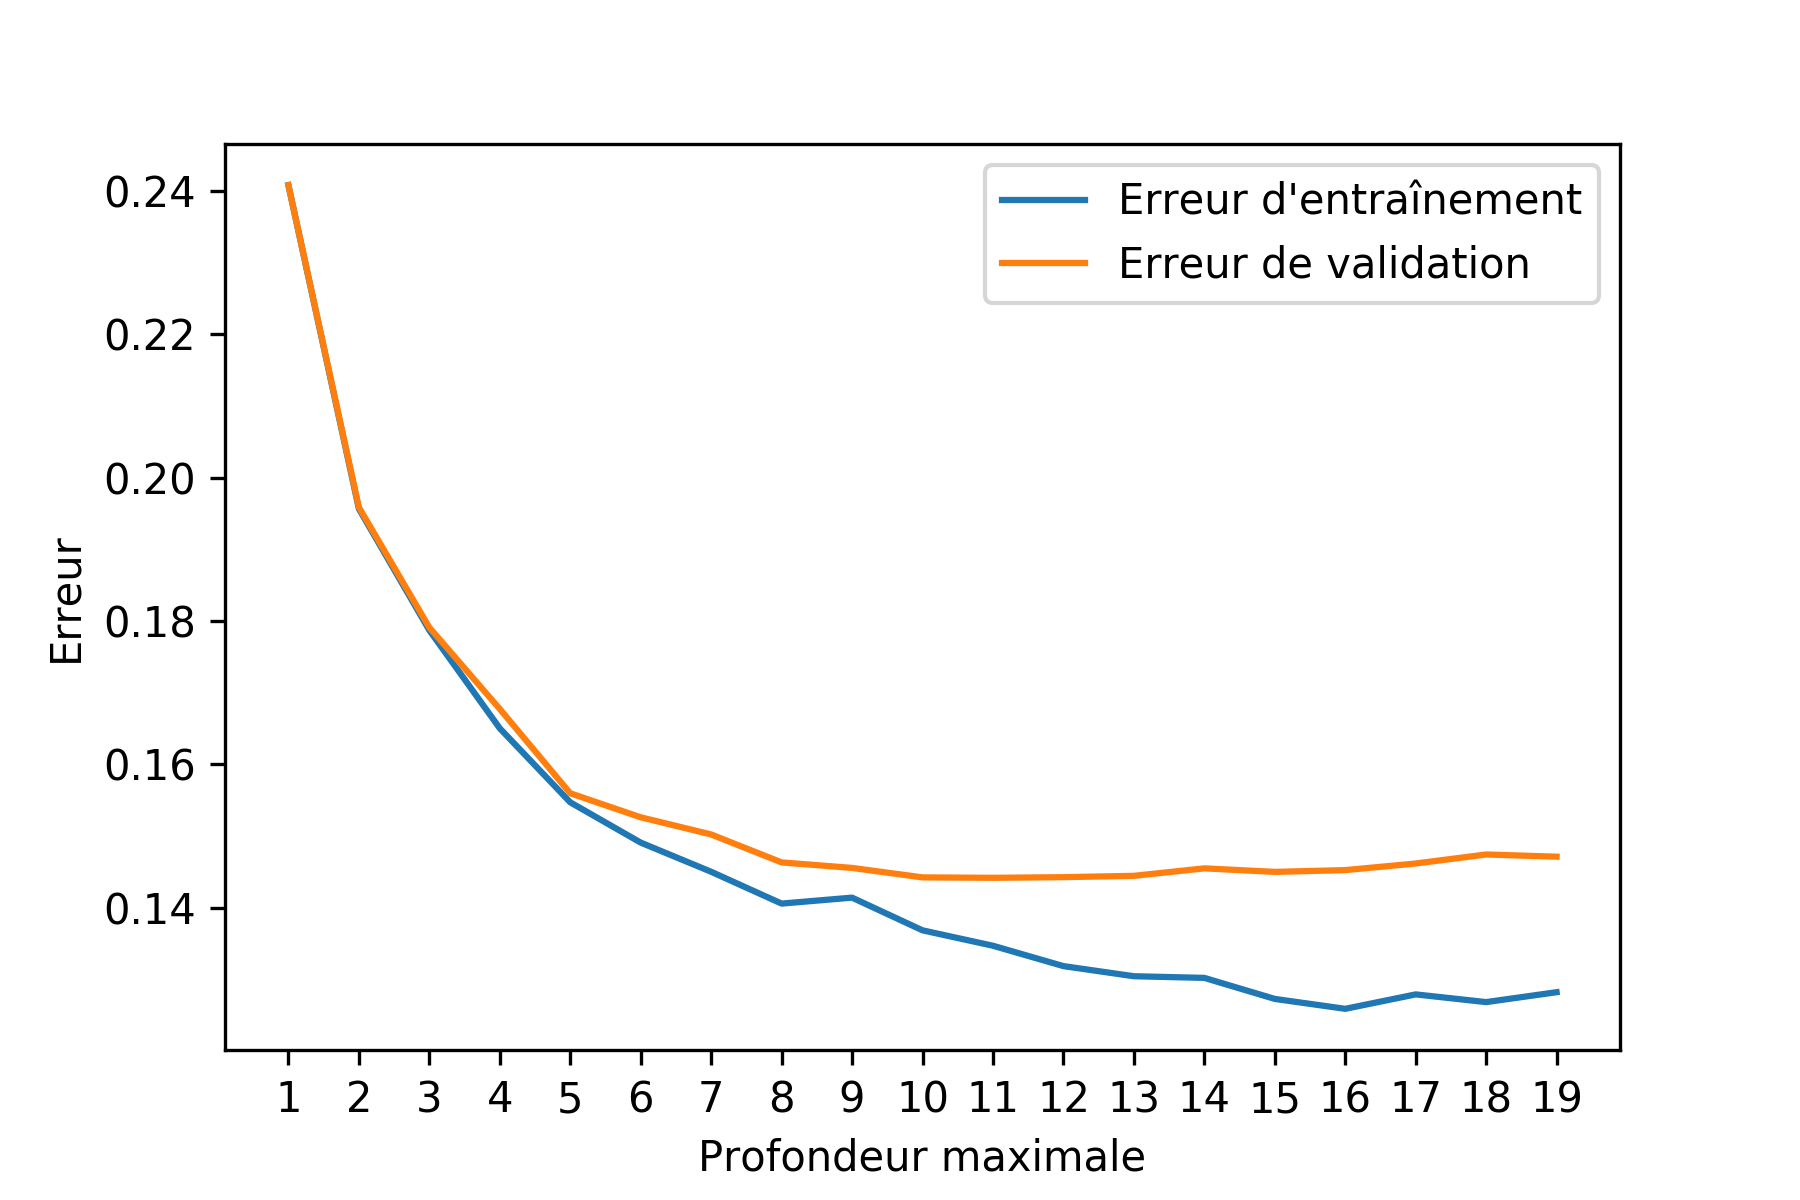 Erreur d'entraînement
Erreur de validation
0.24
0.22
0.20
0.18
0.16
0.14
Erreur
1 2 3 4 5 6 7 8 9 10 11 12 13 14 15 16 17 18 19
Profondeur maximale